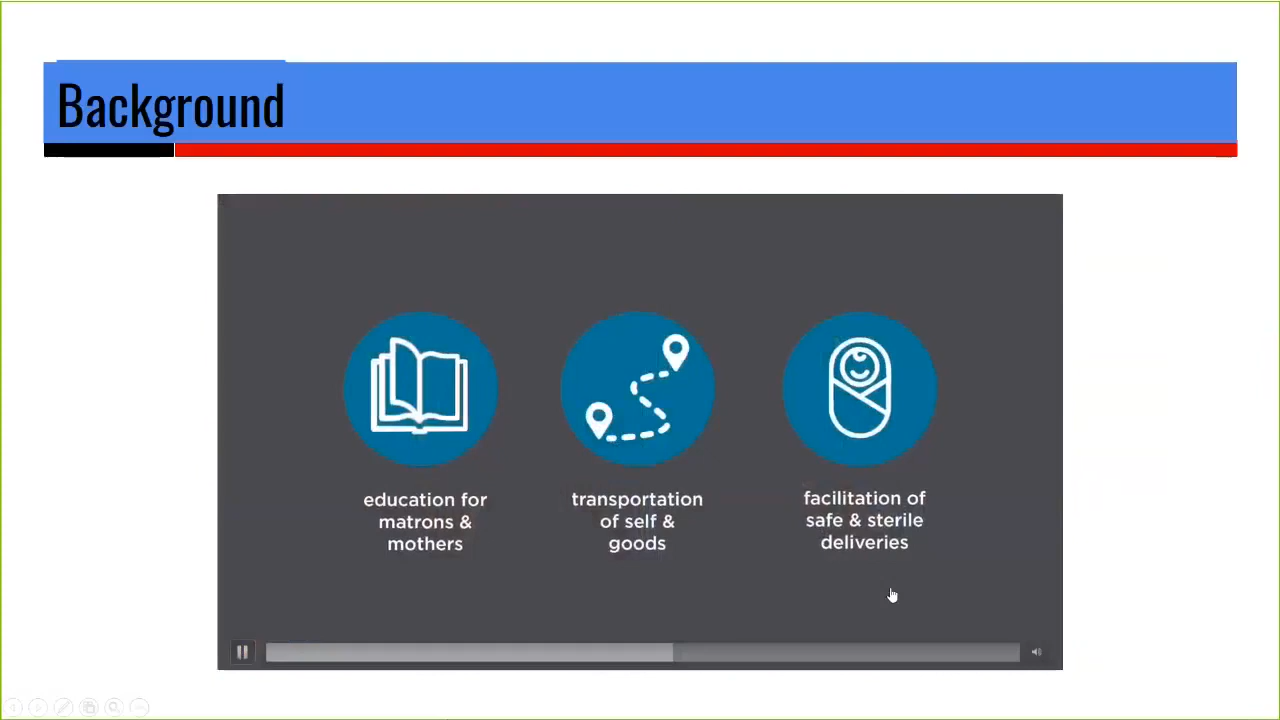 Background
education for
matrons &
mothers
transportation
of self &
goods
facilitation of
safe & sterile
deliveries